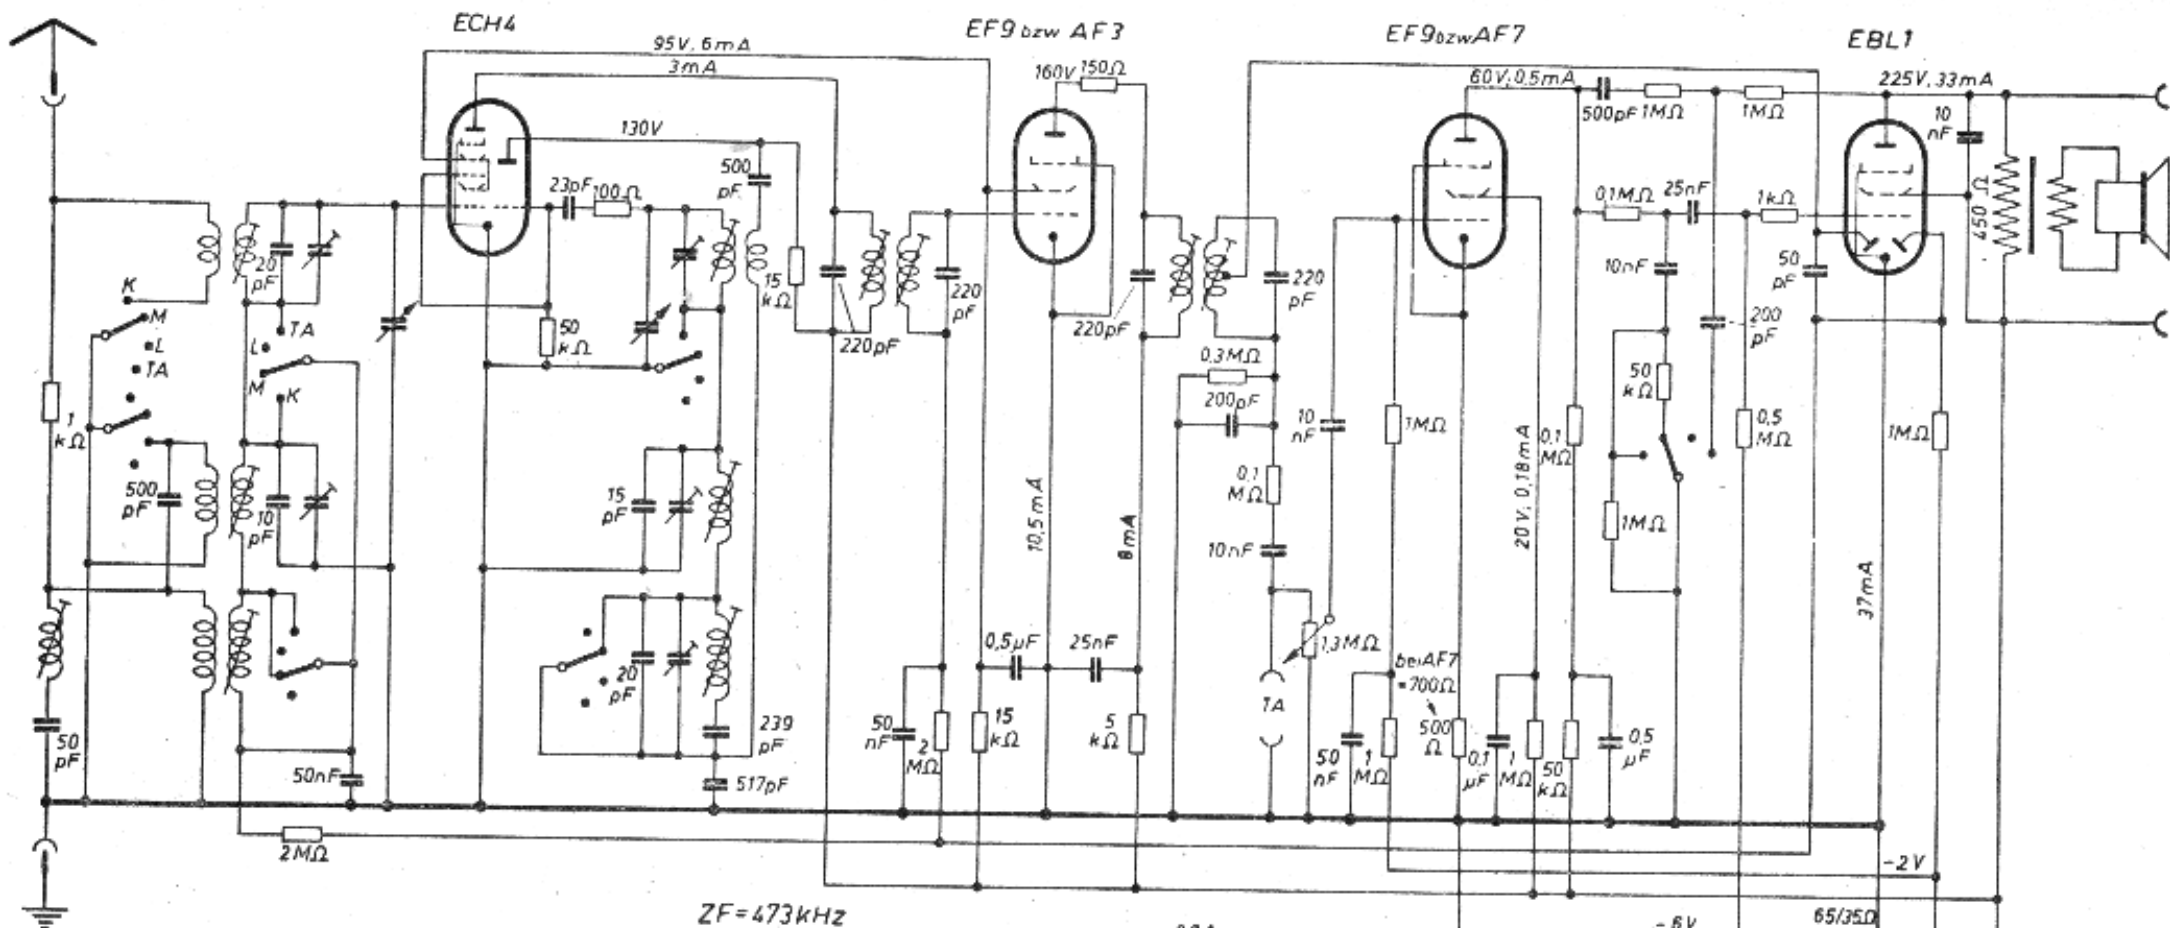 ECH4
EF9 bzw AF3
EF9 bzw AF7
EBL1
95V, 6mA
3mA
160V
150Ω
60V, 0,5mA
225V, 33mA
130V
500pF
1MΩ
1MΩ
10
nF
500
pF
23pF
100Ω
0,1MΩ
25nF
1kΩ
450 Ω
20
pF
15
kΩ
220
pF
220
pF
10nF
50
pF
K
M
L
TA
TA
L
M
K
50
kΩ
220pF
220pF
200
pF
0,3MΩ
200pF
50
kΩ
1
kΩ
10
nF
1MΩ
0,1
MΩ
0,5
MΩ
1MΩ
500
pF
10
pF
15
pF
0,1
MΩ
10,5mA
8mA
20V, 0,18mA
1MΩ
10nF
37mA
0,5µF
25nF
1,3MΩ
20
pF
bei AF7
=700Ω
TA
50
pF
239
pF
50
nF
2
MΩ
15
kΩ
5
kΩ
50
nF
1
MΩ
500
Ω
0,1
µF
1
MΩ
50
kΩ
0,5
µF
50nF
517pF
2MΩ
-2V
ZF=473kHz
-6V
65/35Ω